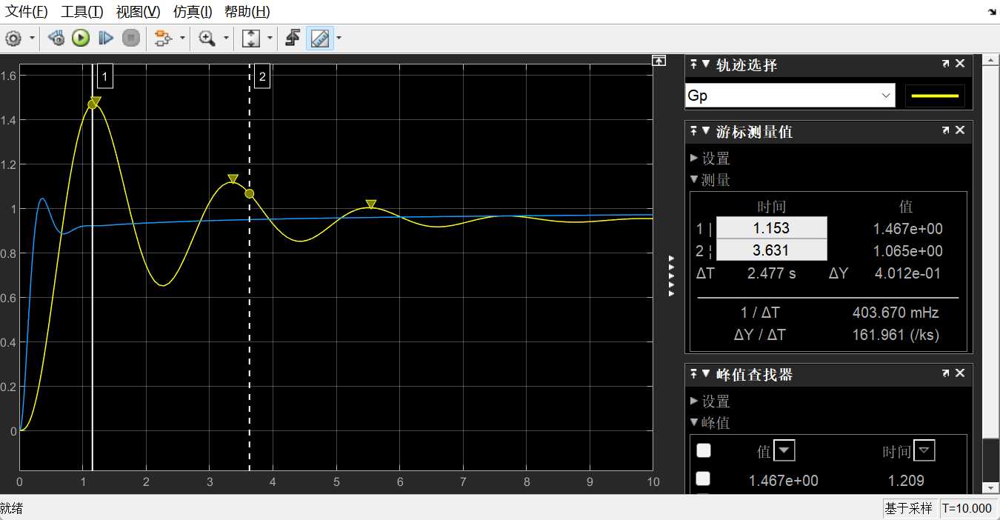 文件(F) 工具(T) 视图(V) 仿真(I) 帮助(H)
1 2
1.6
1.4
1.2
1
0.8
0.6
0.4
0.2
0
0 1 2 3 4 5 6 7 8 9 10
轨迹选择
Gp
游标测量值
设置
测量
时间 值
1 | 1.153 1.467e+00
2 ¦ 3.631 1.065e+00
ΔT 2.477 s ΔY 4.012e-01
1 / ΔT 403.670 mHz
ΔY / ΔT 161.961 (/ks)
峰值查找器
设置
峰值
值 时间
1.467e+00 1.209
就绪 基于采样 T=10.000